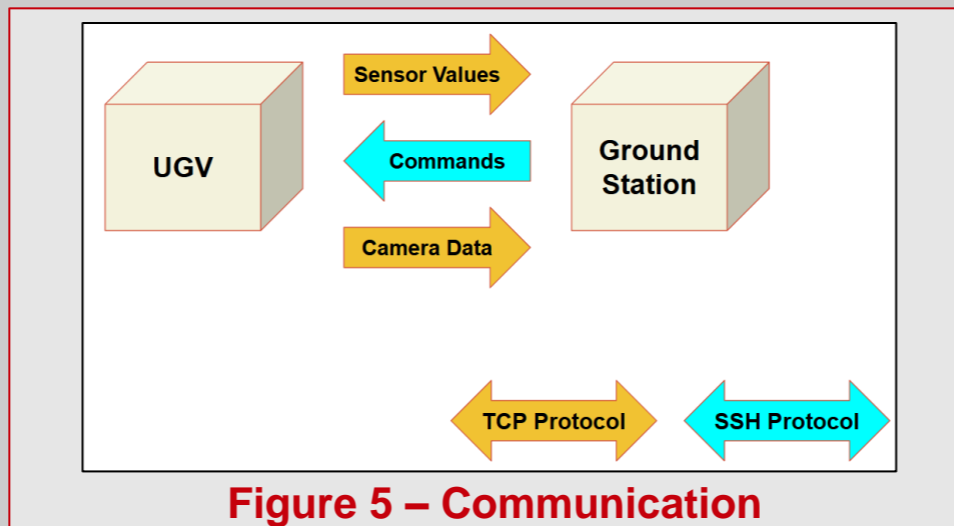 Sensor Values
UGV
Commands
Ground
Station
Camera Data
TCP Protocol
SSH Protocol
Figure 5 – Communication